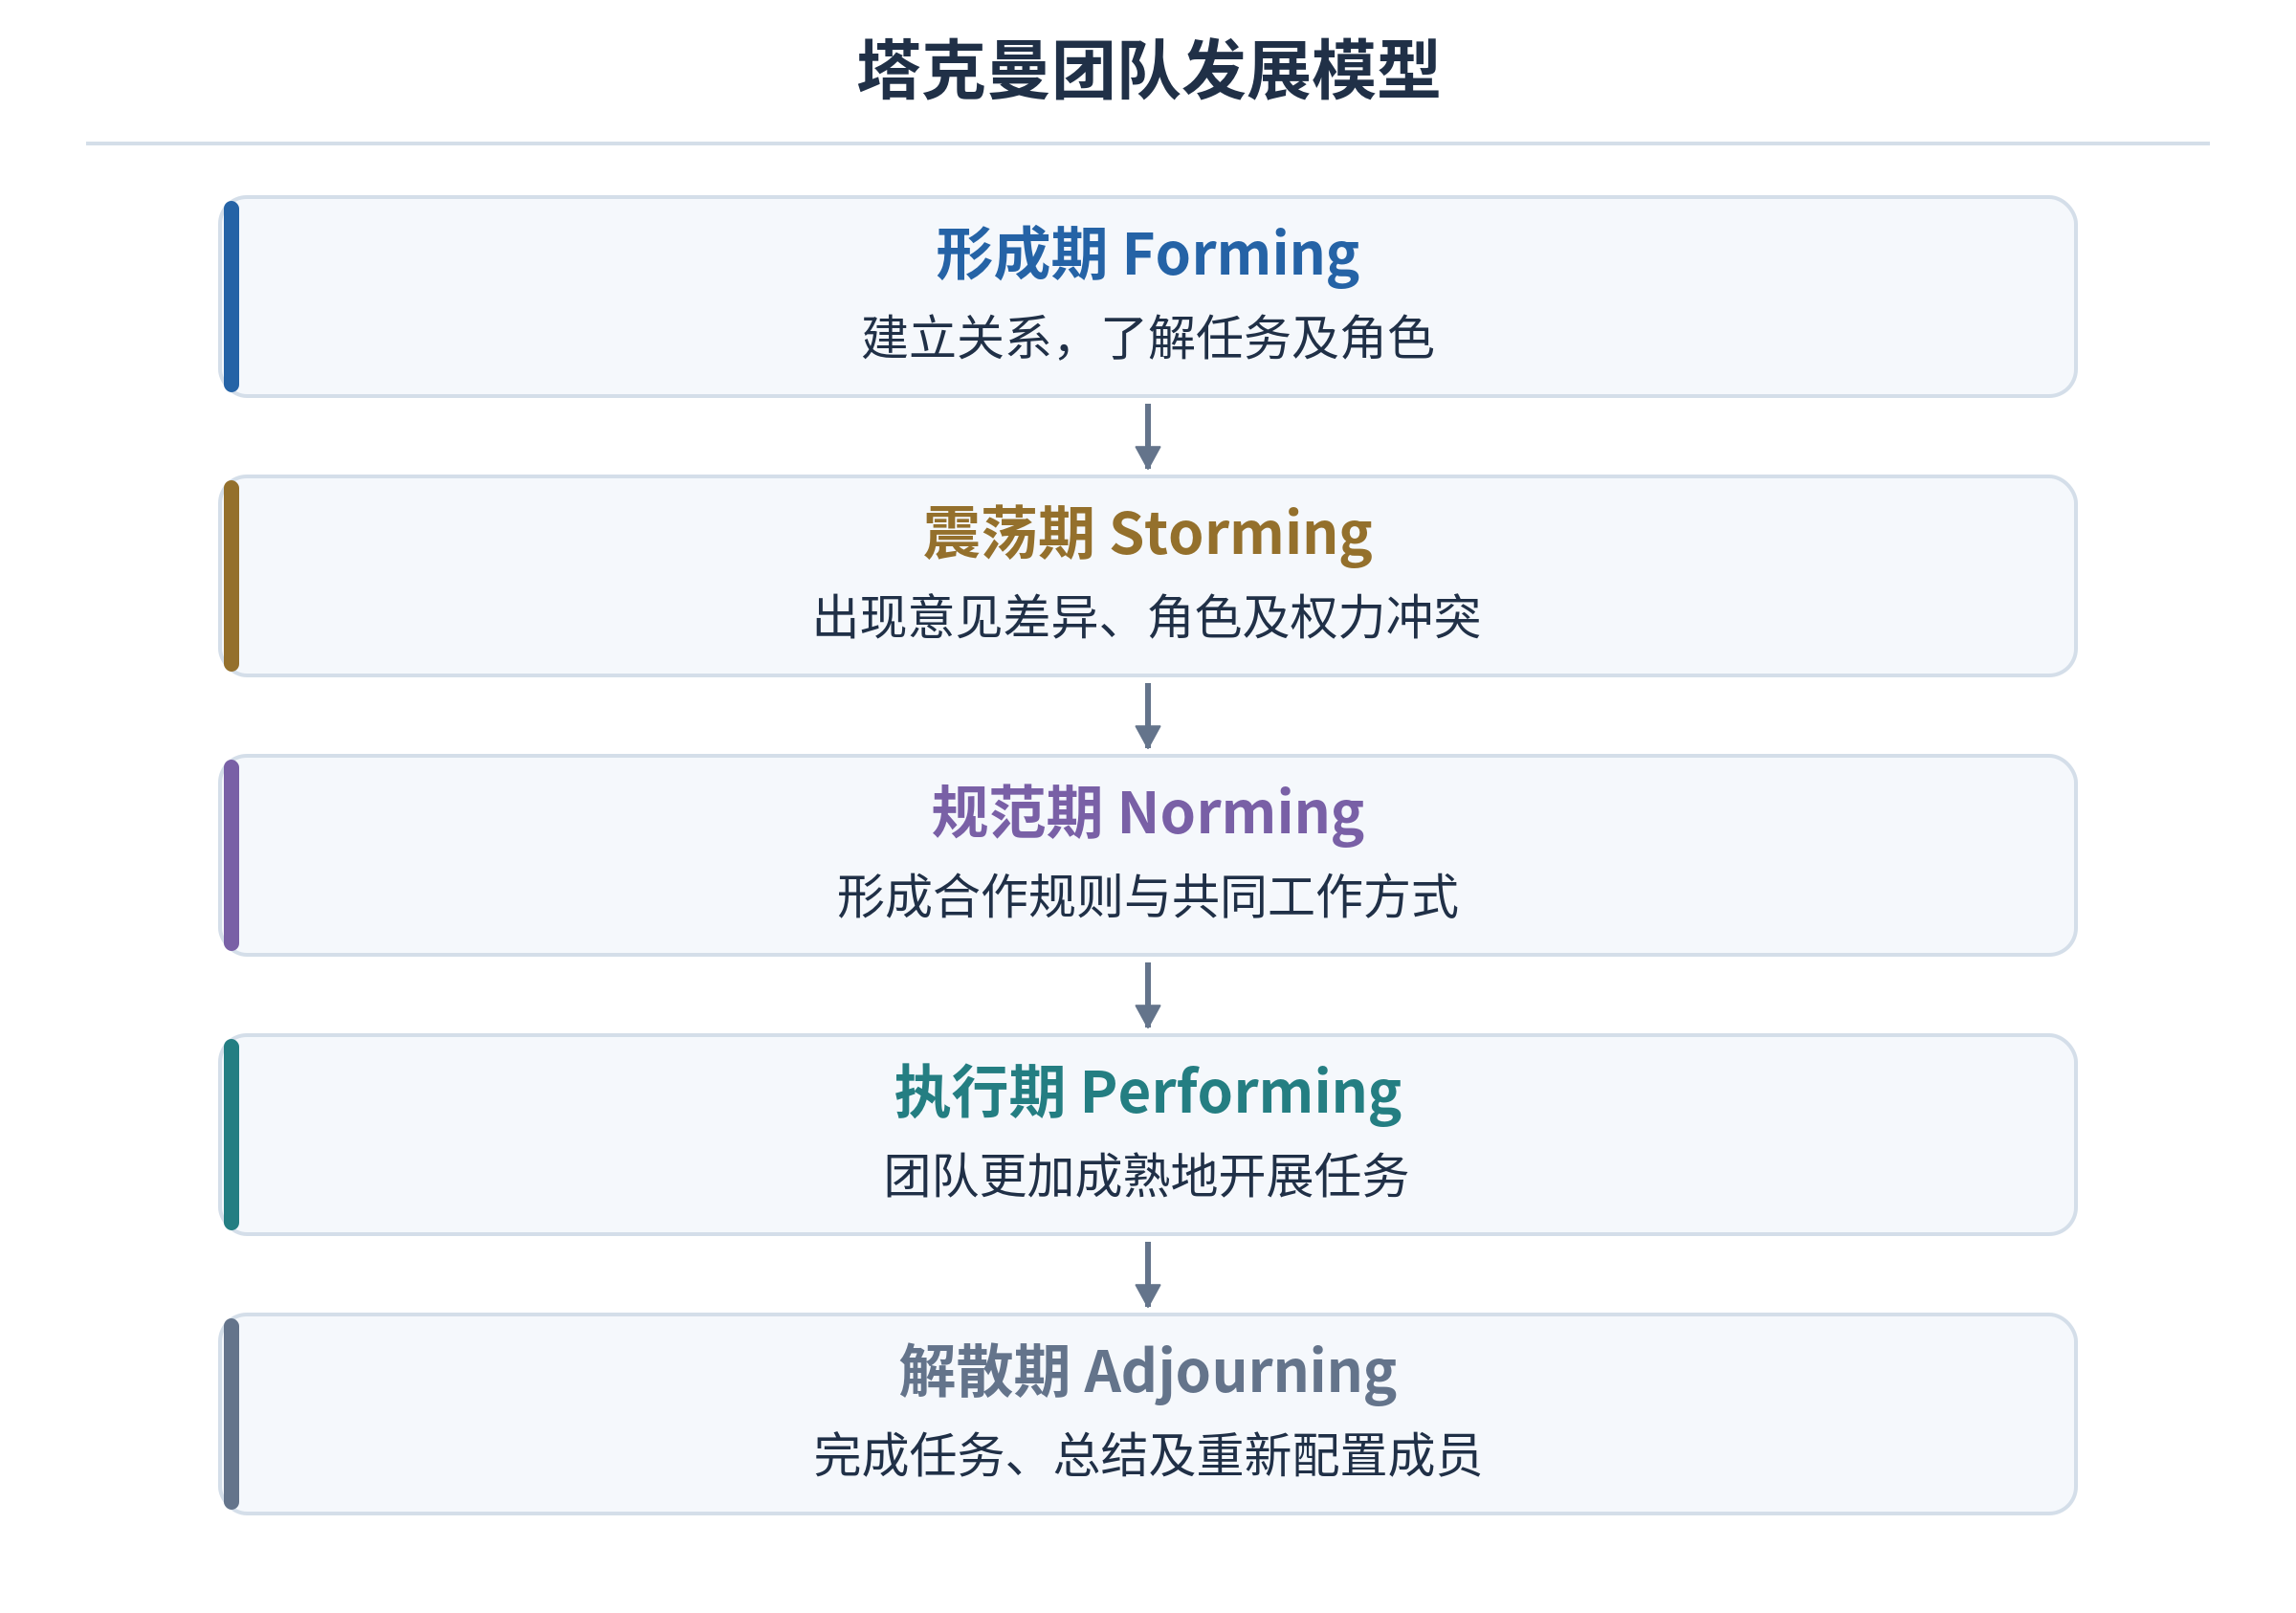 塔克曼团队发展模型
形成期 Forming
建立关系，了解任务及角色
震荡期 Storming
出现意见差异、角色及权力冲突
规范期 Norming
形成合作规则与共同工作方式
执行期 Performing
团队更加成熟地开展任务
解散期 Adjourning
完成任务、总结及重新配置成员